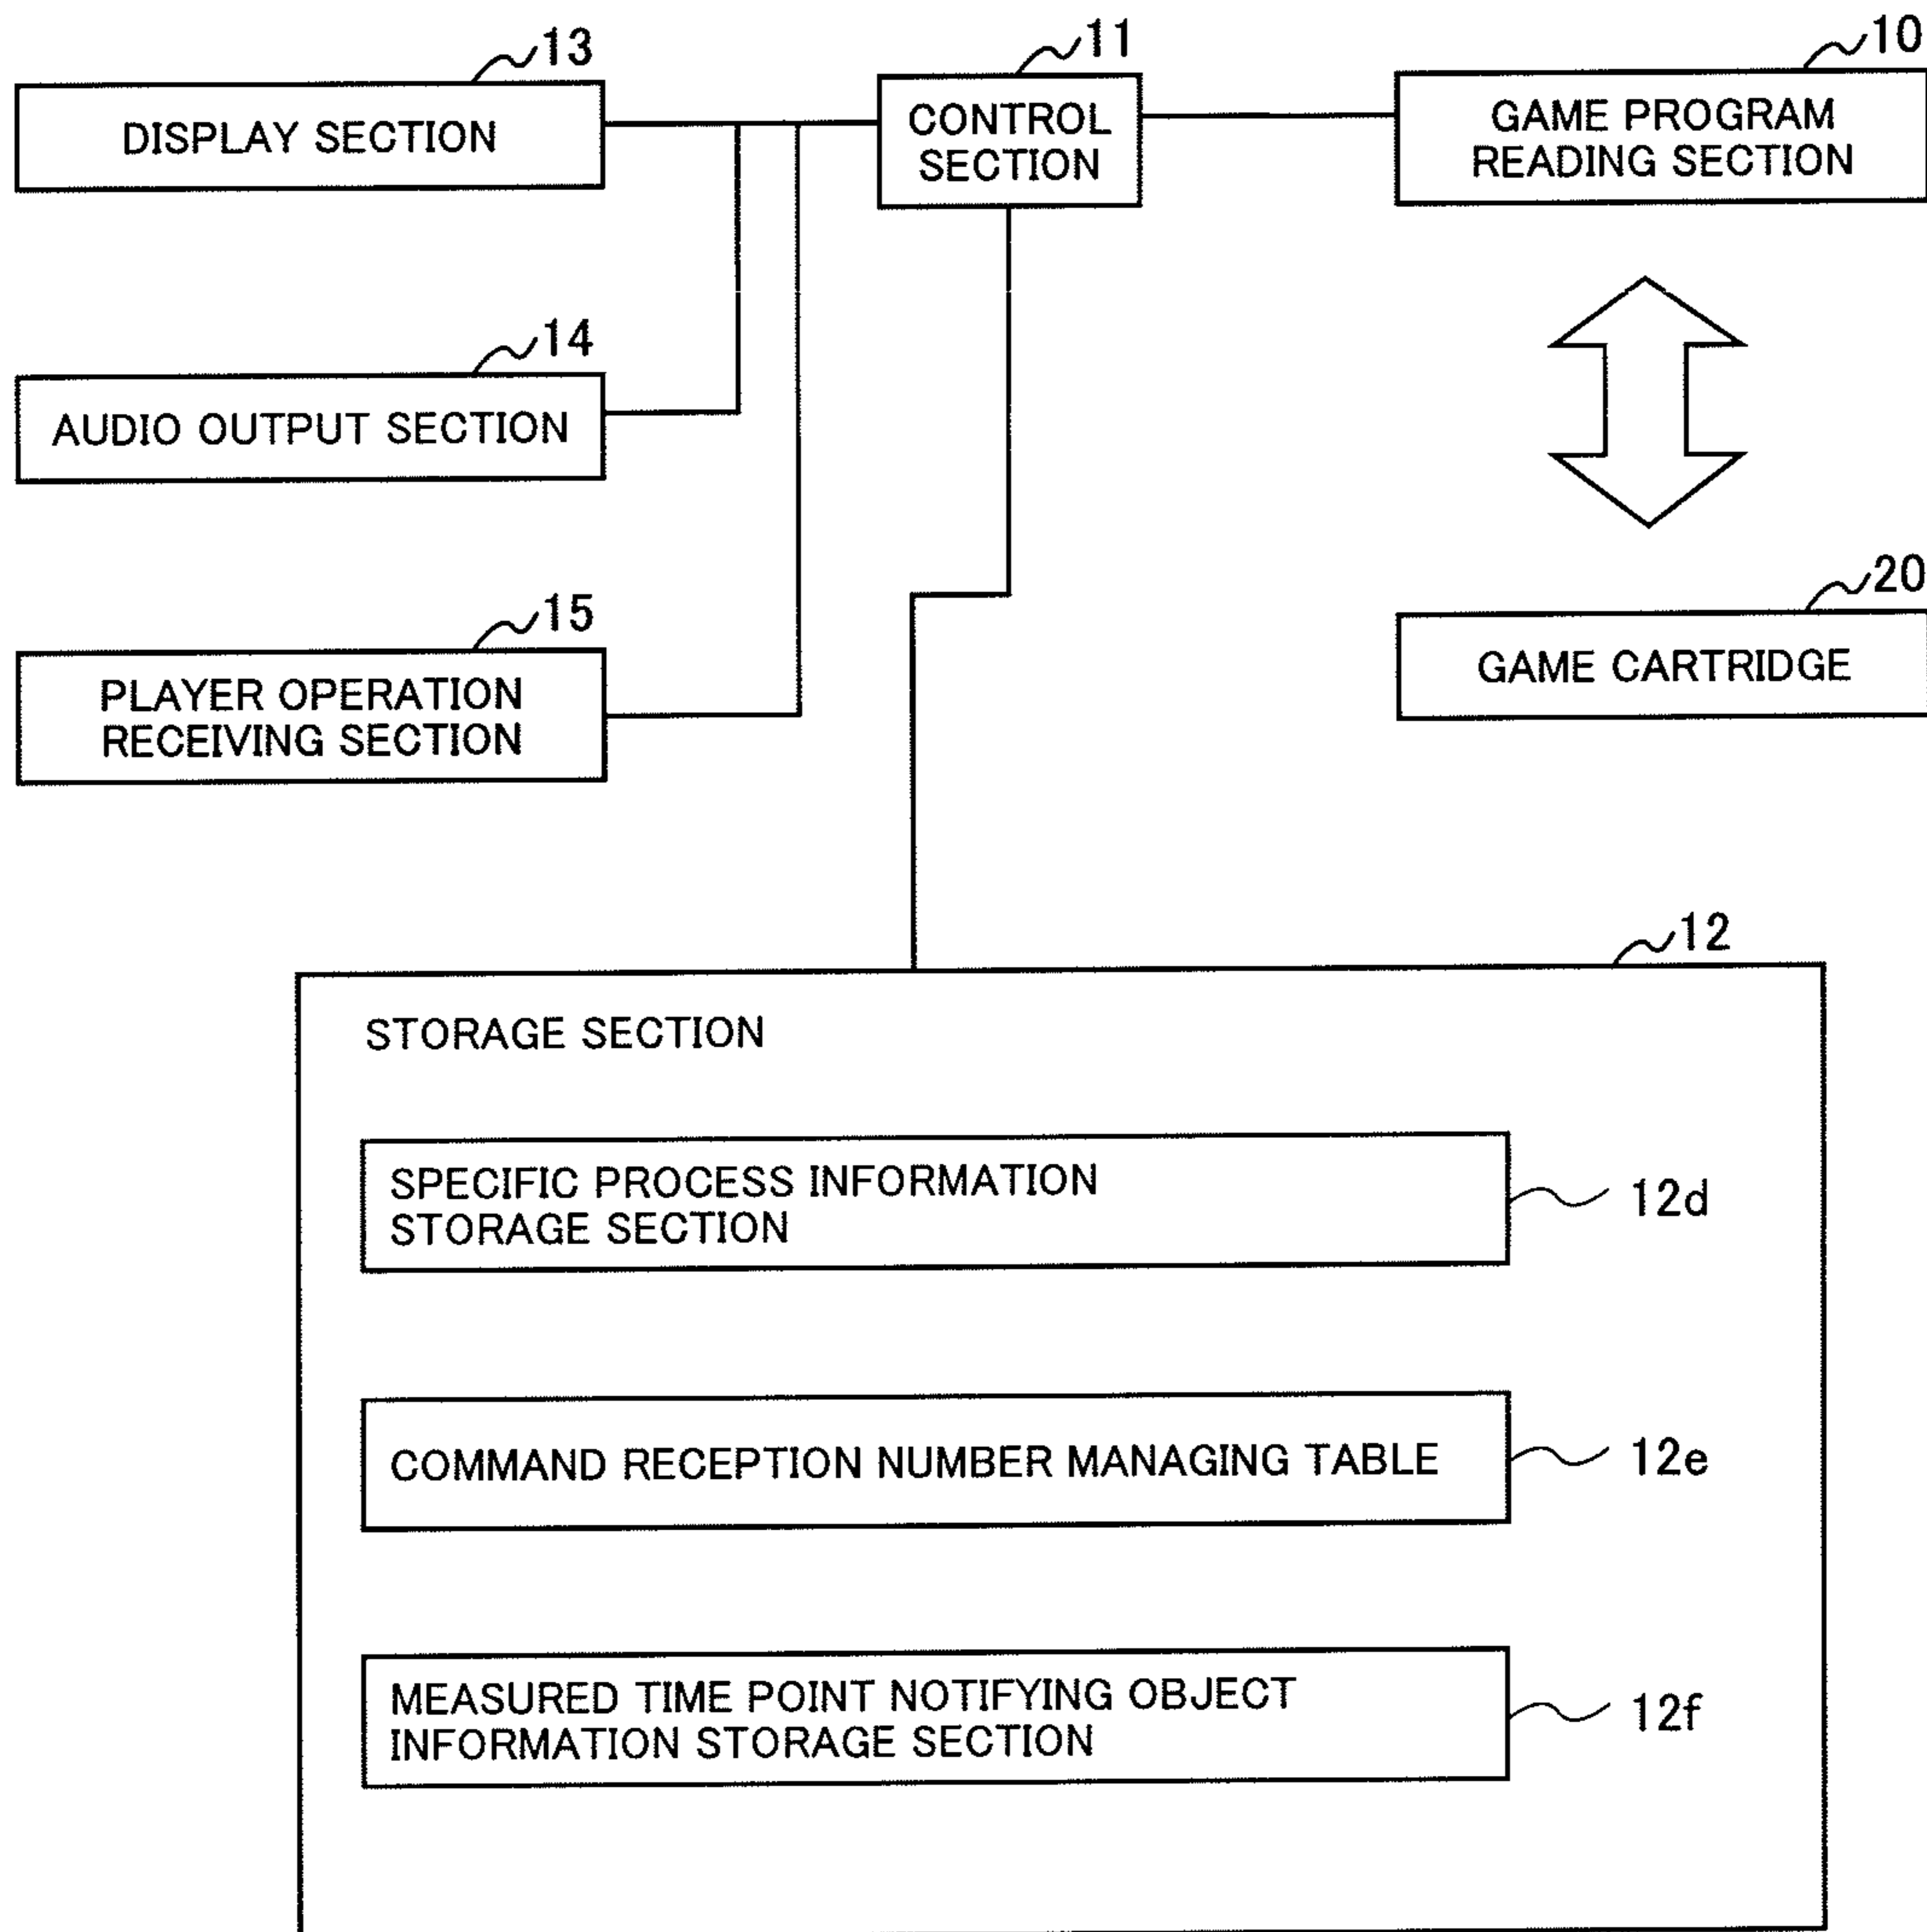 13
DISPLAY SECTION
11
CONTROL
SECTION
10
GAME PROGRAM
READING SECTION
14
AUDIO OUTPUT SECTION
15
PLAYER OPERATION
RECEIVING SECTION
20
GAME CARTRIDGE
12
STORAGE SECTION
SPECIFIC PROCESS INFORMATION
STORAGE SECTION
12d
COMMAND RECEPTION NUMBER MANAGING TABLE
12e
MEASURED TIME POINT NOTIFYING OBJECT
INFORMATION STORAGE SECTION
12f